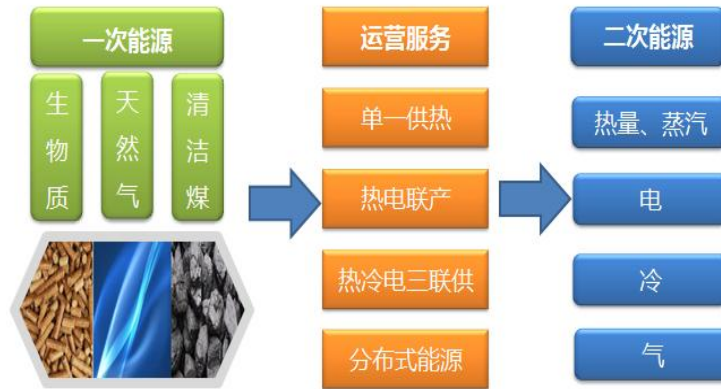 一次能源
生物质
天然气
清洁煤
运营服务
单一供热
热电联产
热冷电三联供
分布式能源
二次能源
热量、蒸汽
电
冷
气